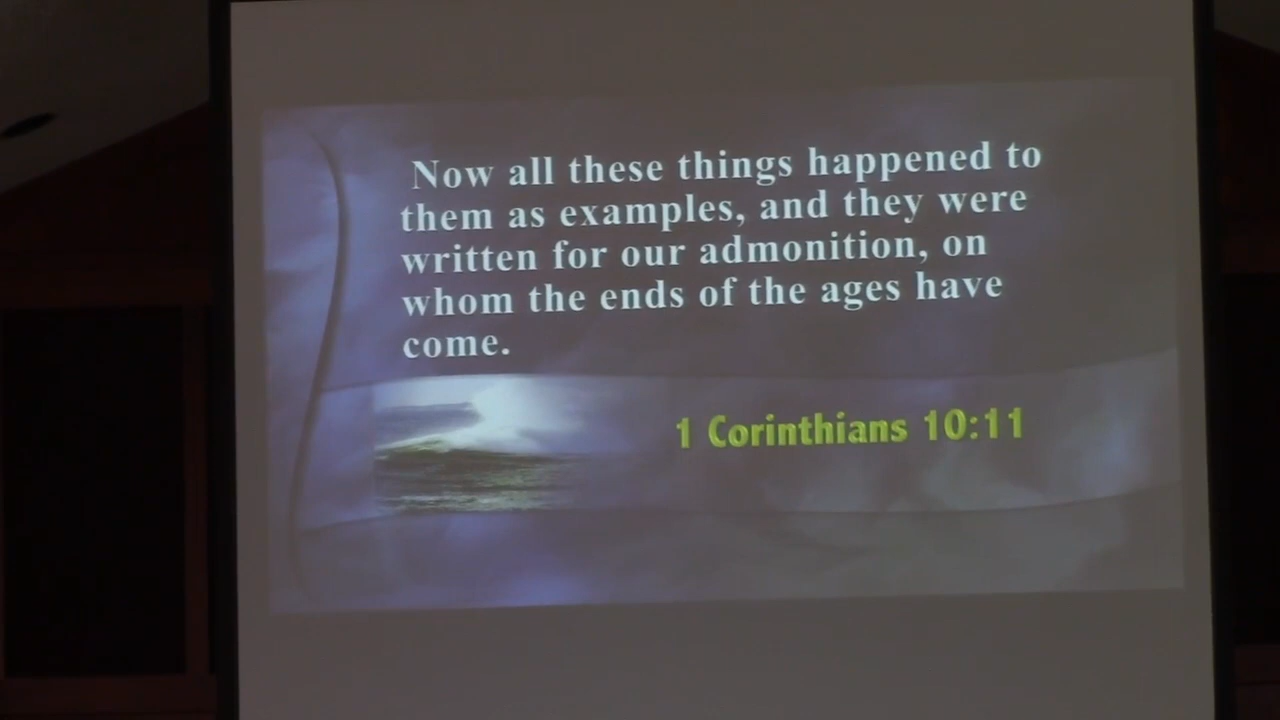 Now all these things happened to
them as examples, and they were
written for our admonition, on
whom the ends of the ages have
come.
1 Corinthians 10:11